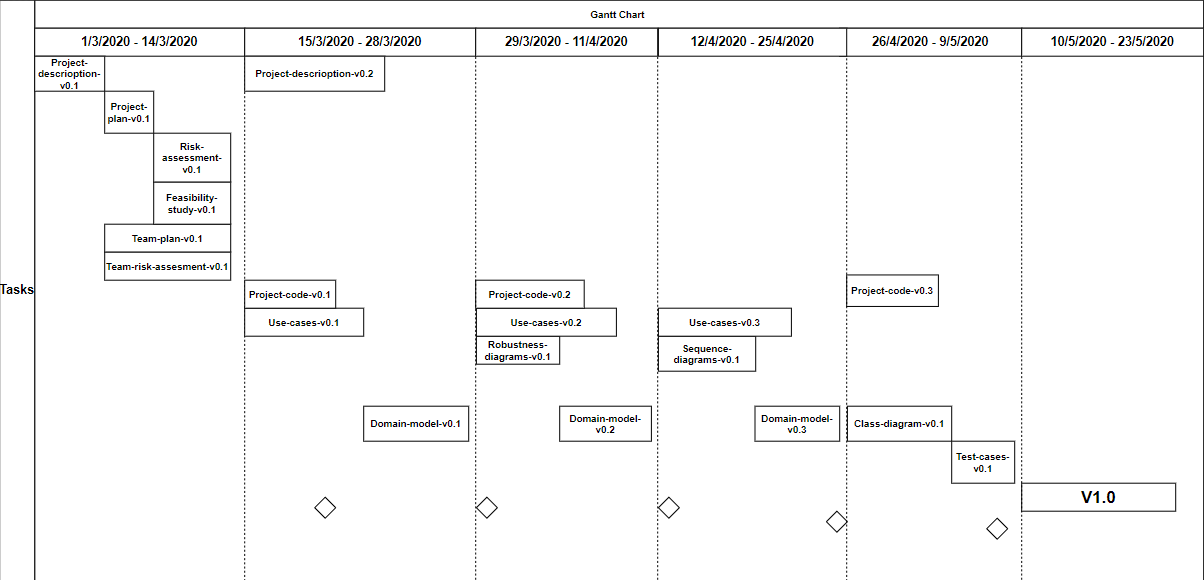 Gantt Chart
1/3/2020 - 14/3/2020
15/3/2020 - 28/3/2020
29/3/2020 - 11/4/2020
12/4/2020 - 25/4/2020
26/4/2020 - 9/5/2020
10/5/2020 - 23/5/2020
Project-
descrioption-
v0.1
Project-descrioption-v0.2
Project-
plan-v0.1
Risk-
assessment-
v0.1
Feasibility-
study-v0.1
Team-plan-v0.1
Team-risk-assesment-v0.1
Tasks
Project-code-v0.1
Project-code-v0.2
Project-code-v0.3
Use-cases-v0.1
Use-cases-v0.2
Use-cases-v0.3
Robustness-
diagrams-v0.1
Sequence-
diagrams-v0.1
Domain-model-v0.1
Domain-model-
v0.2
Domain-model-
v0.3
Class-diagram-v0.1
Test-cases-
v0.1
V1.0